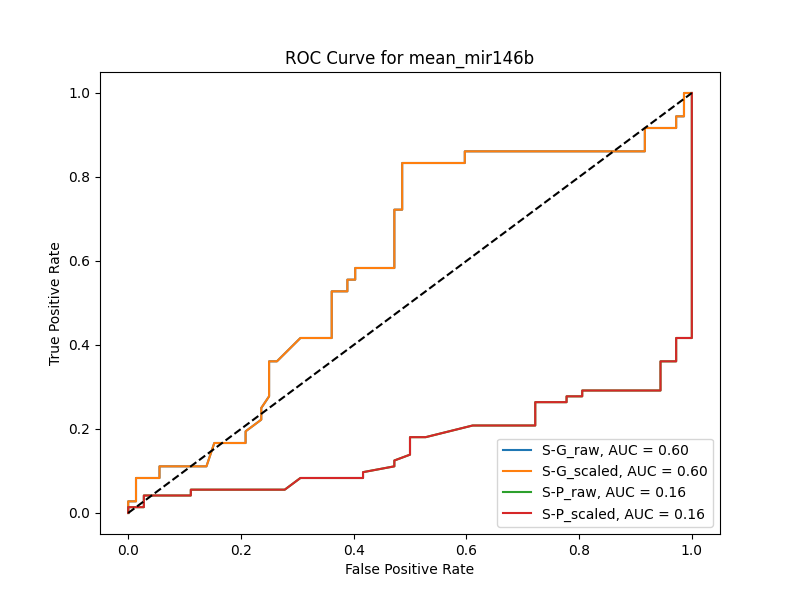 ROC Curve for mean_mir146b
True Positive Rate
1.0
0.8
0.6
0.4
0.2
0.0
S-G_raw, AUC = 0.60
S-G_scaled, AUC = 0.60
S-P_raw, AUC = 0.16
S-P_scaled, AUC = 0.16
0.0 0.2 0.4 0.6 0.8 1.0
False Positive Rate